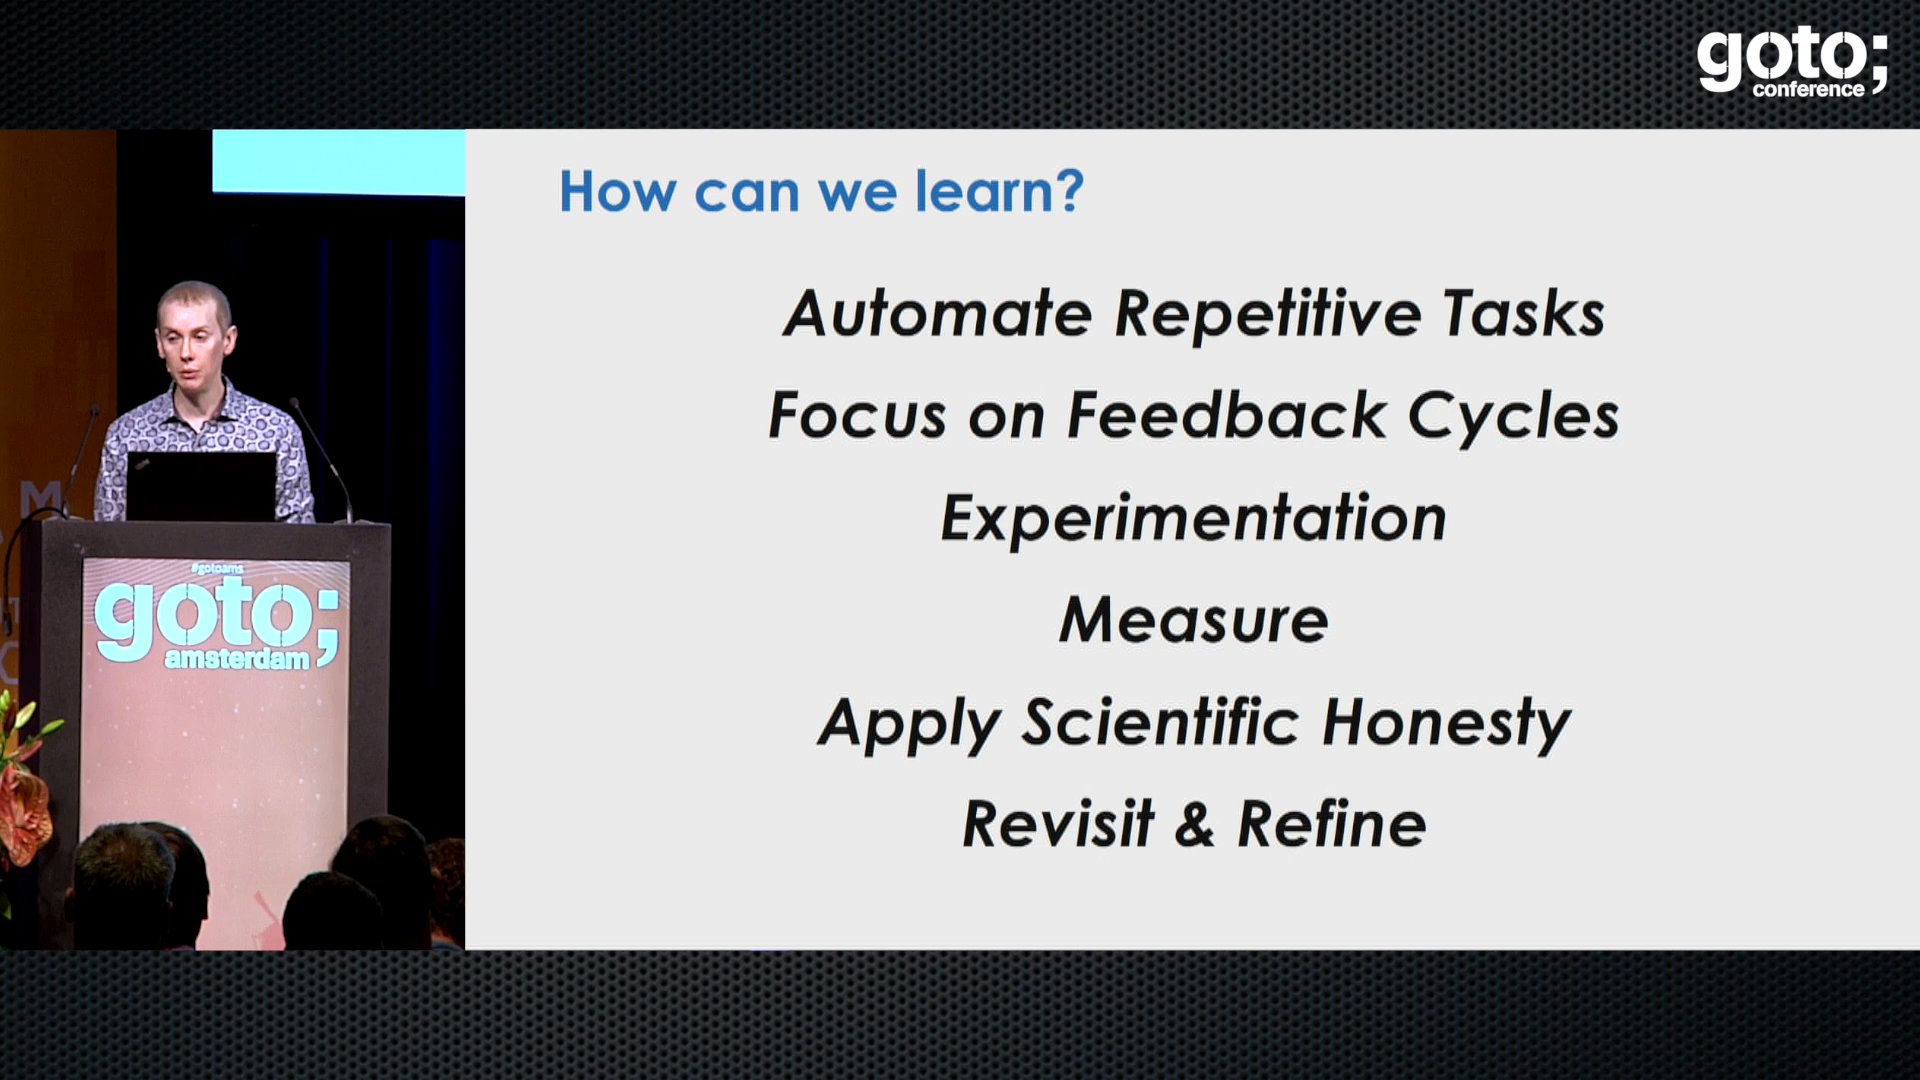 goto;
conference
How can we learn?
Automate Repetitive Tasks
Focus on Feedback Cycles
Experimentation
Measure
Apply Scientific Honesty
Revisit & Refine
#gotoams
goto;
amsterdam